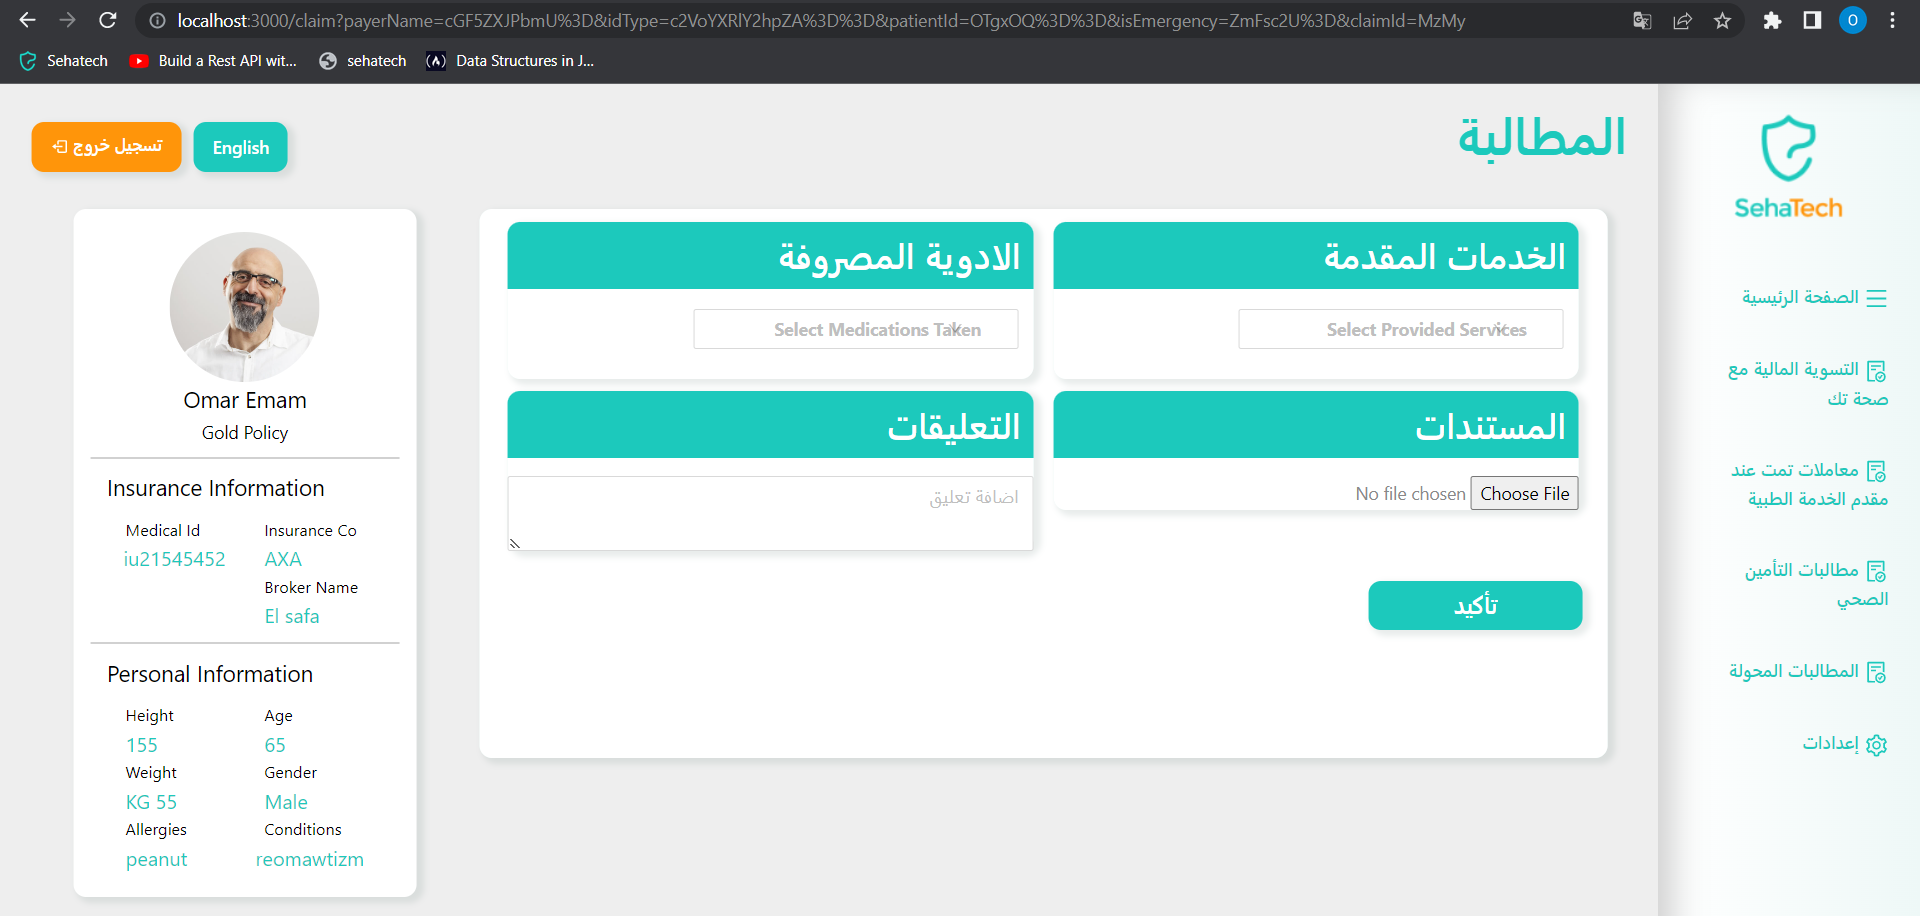 localhost:3000/claim?payerName=cGF5ZXJPbmU%3D&idType=c2VoYXRlY2hpZA%3D%3D&patientId=OTgxOQ%3D%3D&isEmergency=ZmFsc2U%3D&claimId=MzMy
O
Sehatech
Build a Rest API wit...
sehatech
(A) Data Structures in J...
المطالبة
English
تسجيل خروج
SehaTech
الصفحة الرئيسية
التسوية المالية مع
صحة تك
معاملات تمت عند
مقدم الخدمة الطبية
مطالبات التأمين
الصحي
المطالبات المحولة
إعدادات
الخدمات المقدمة
Select Provided Services
الادوية المصروفة
Select Medications Taken
المستندات
Choose File No file chosen
التعليقات
اضافة تعليق
تأكيد
Omar Emam
Gold Policy
Insurance Information
Medical Id
iu21545452
Insurance Co
AXA
Broker Name
El safa
Personal Information
Height
155
Age
65
Weight
KG 55
Gender
Male
Allergies
peanut
Conditions
reomawtizm